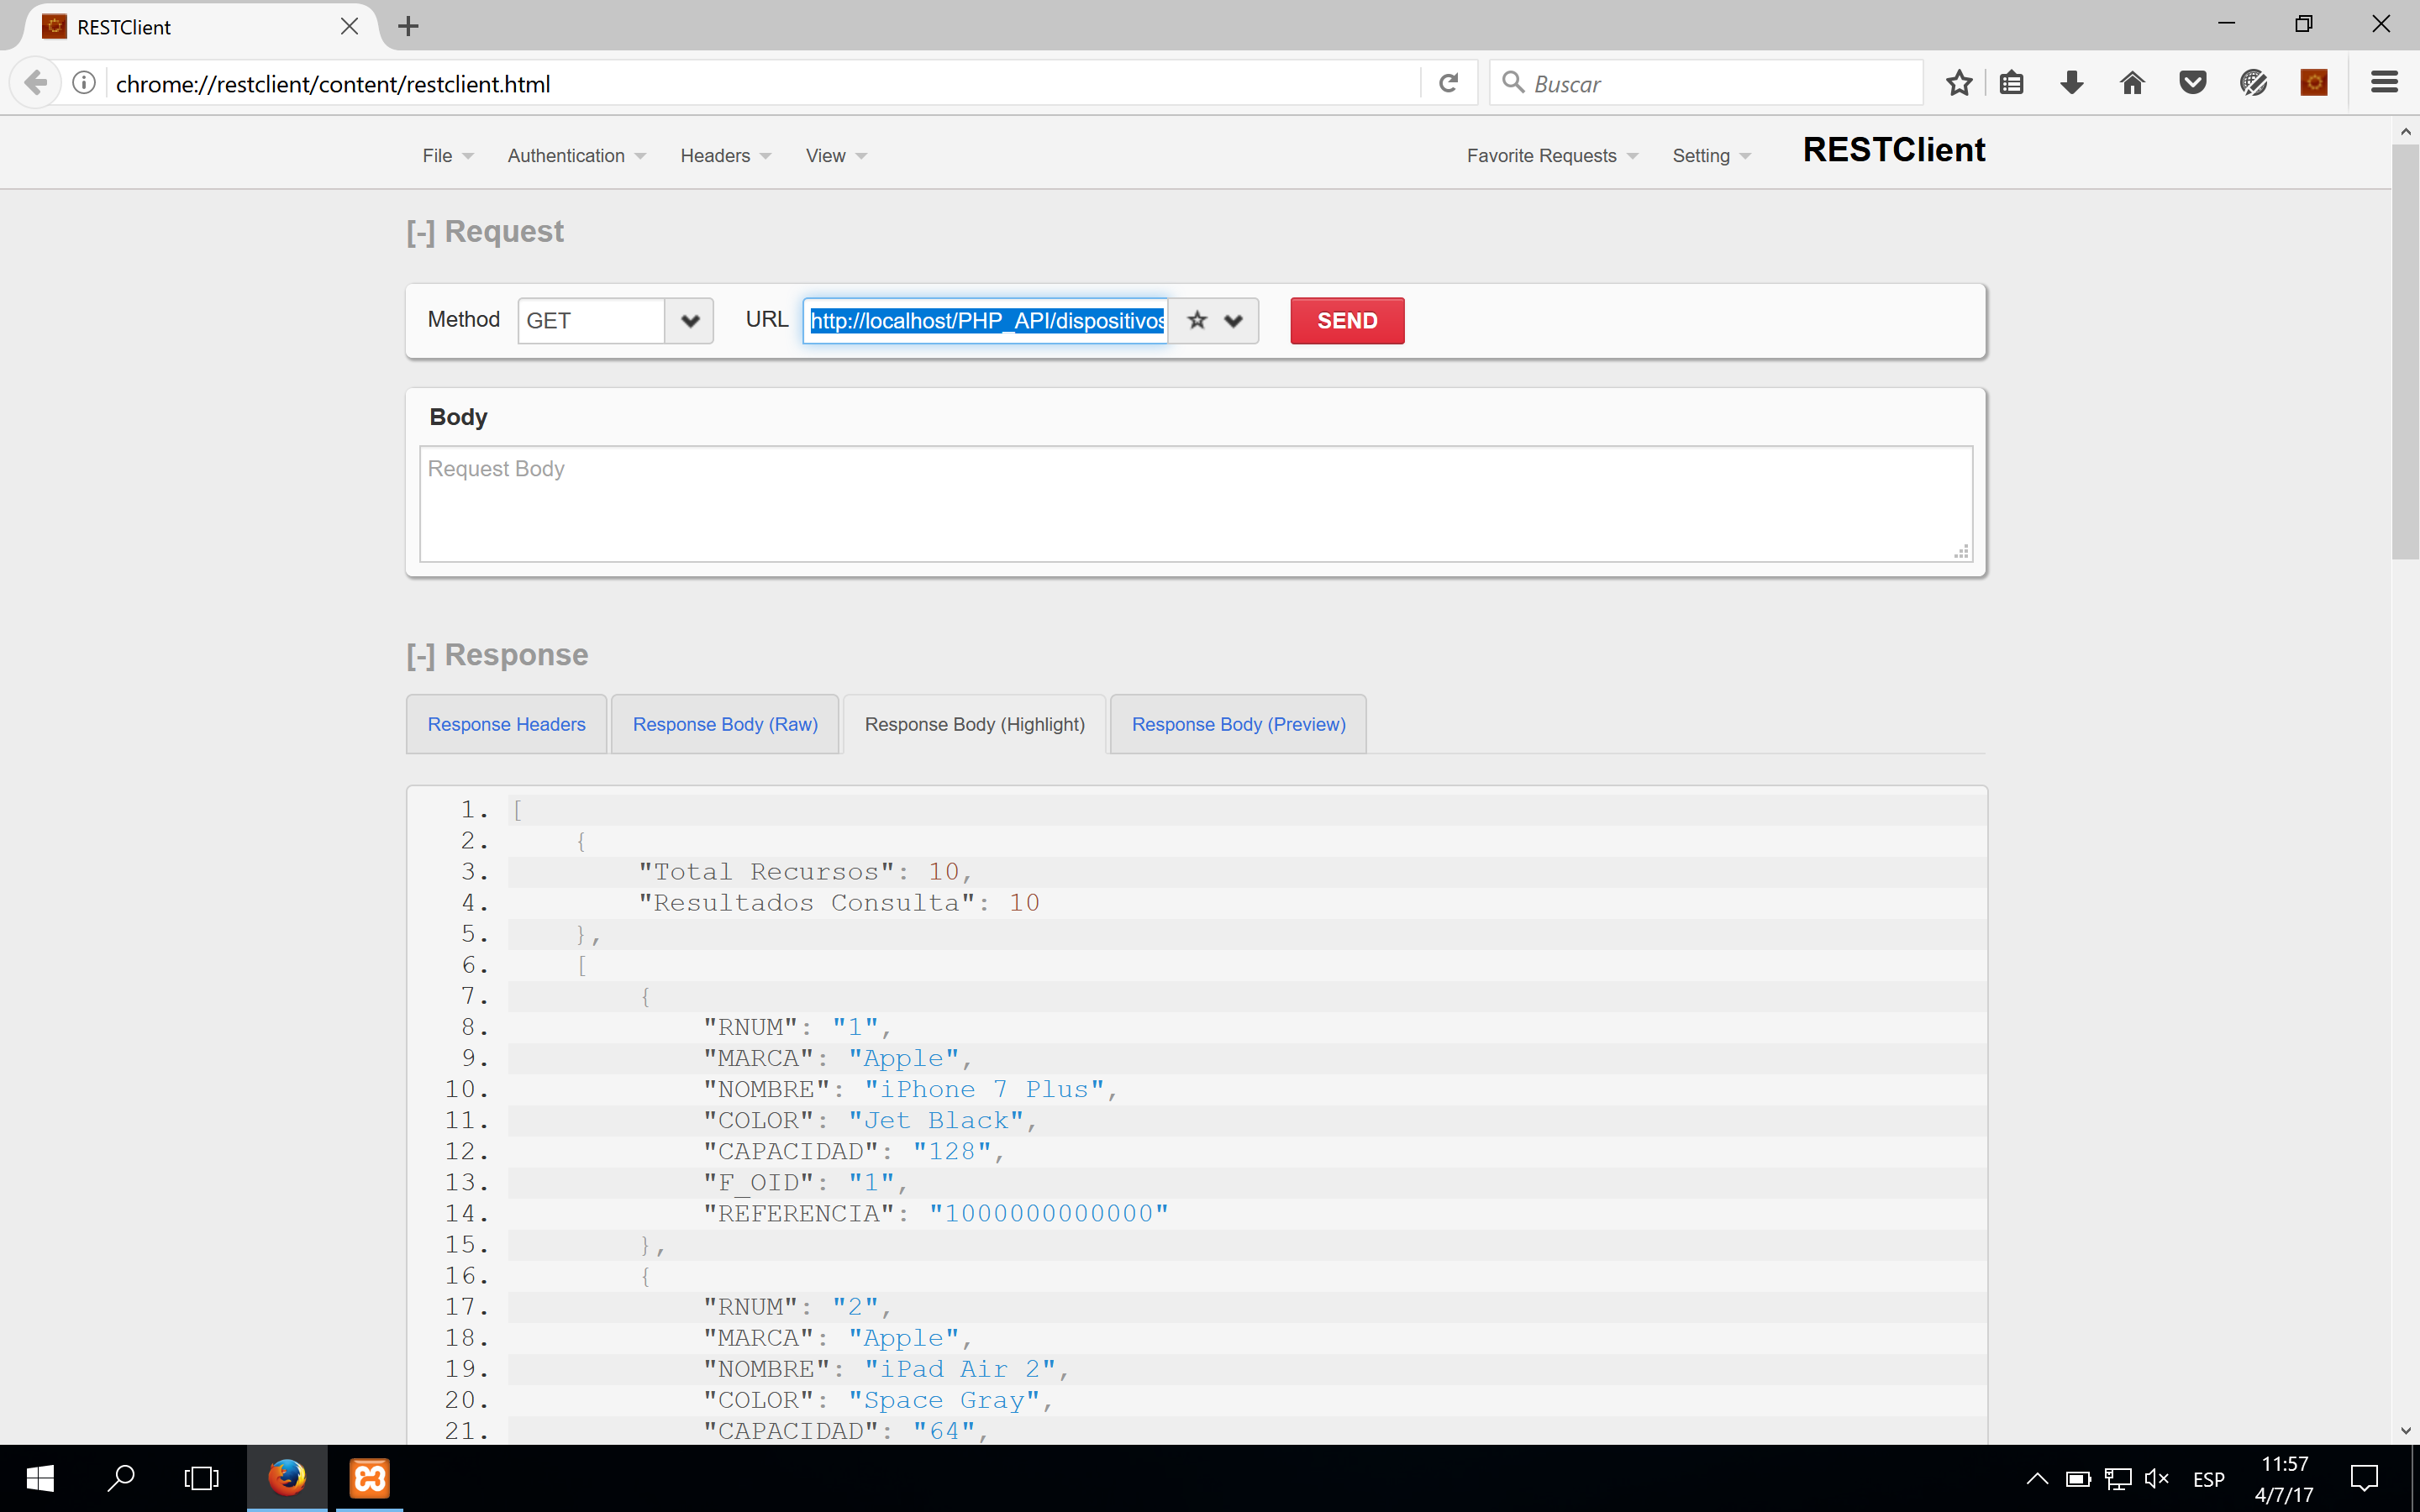 RESTClient
chrome://restclient/content/restclient.html
Buscar
File Authentication Headers View Favorite Requests Setting RESTClient
[-] Request
Method GET URL http://localhost/PHP_API/dispositivos SEND
Body
Request Body
[-] Response
Response Headers Response Body (Raw) Response Body (Highlight) Response Body (Preview)
1. [
2. {
3. "Total Recursos": 10,
4. "Resultados Consulta": 10
5. },
6. [
7. {
8. "RNUM": "1",
9. "MARCA": "Apple",
10. "NOMBRE": "iPhone 7 Plus",
11. "COLOR": "Jet Black",
12. "CAPACIDAD": "128",
13. "F_OID": "1",
14. "REFERENCIA": "1000000000000"
15. },
16. {
17. "RNUM": "2",
18. "MARCA": "Apple",
19. "NOMBRE": "iPad Air 2",
20. "COLOR": "Space Gray",
21. "CAPACIDAD": "64",
ESP
11:57
4/7/17